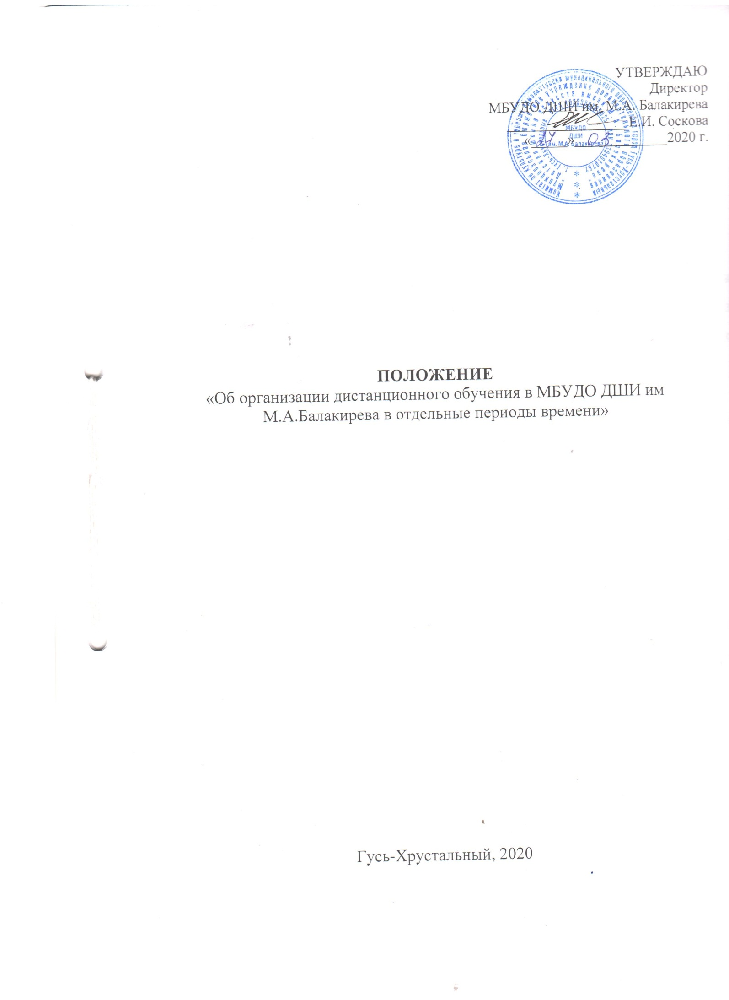 УТВЕРЖДАЮ
Директор
МБУДО ДШИ им. М.А. Балакирева
Е.И. Соскова
«27» 03 2020 г.
МБУДО
ДШИ
им. М.А. Балакирева
ПОЛОЖЕНИЕ
«Об организации дистанционного обучения в МБУДО ДШИ им
М.А.Балакирева в отдельные периоды времени»
Гусь-Хрустальный, 2020